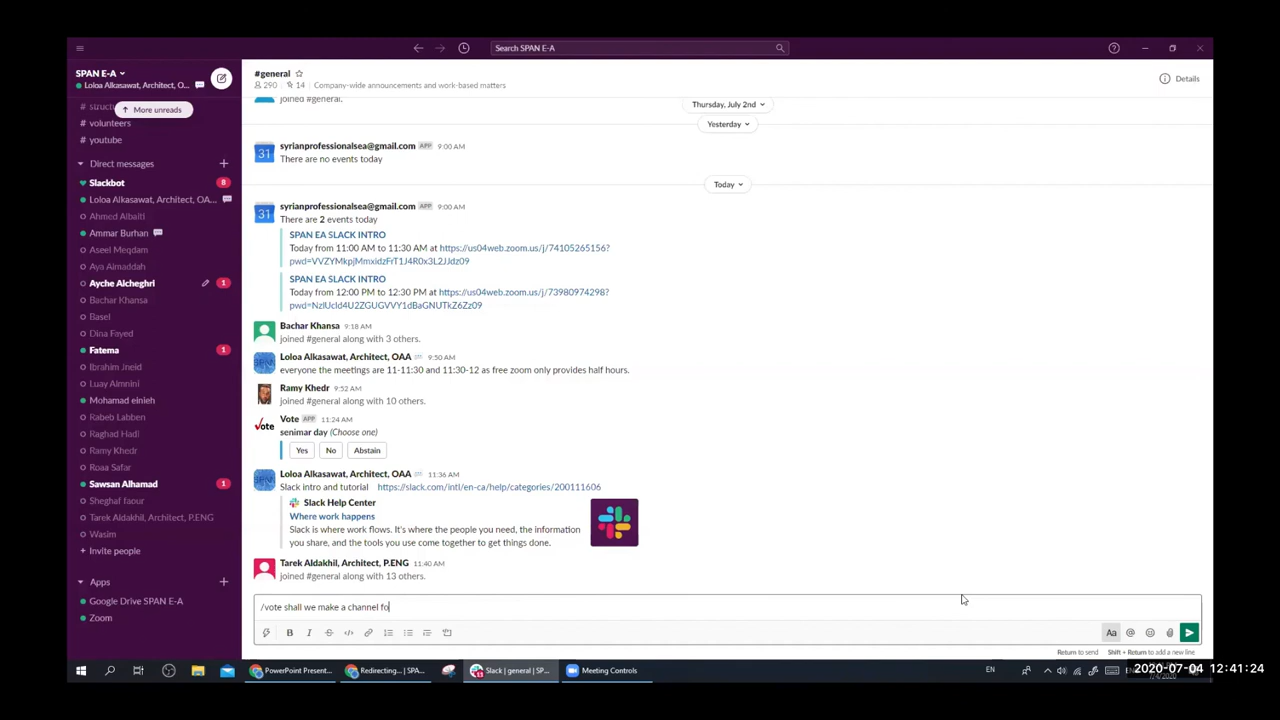 Search SPAN E-A
SPAN E-A
Loloa Alkasawat, Architect, O...
More unreads
# volunteers
# youtube
Direct messages
Slackbot 8
Loloa Alkasawat, Architect, OA...
Ahmed Albaiti
Ammar Burhan
Aseel Meqdam
Aya Almaddah
Ayche Alcheghri 1
Bachar Khansa
Basel
Dina Fayed
Fatema 1
Ibrahim Jneid
Luay Almnini
Mohamad einieh
Rabeb Labben
Raghad Hadi
Ramy Khedr
Roaa Safar
Sawsan Alhamad 1
Sheghaf faour
Tarek Aldakhil, Architect, P.ENG
Wasim
+ Invite people
Apps
Google Drive SPAN E-A
Zoom
#general
290 14 Company-wide announcements and work-based matters
Details
joined #general.
Thursday, July 2nd
Yesterday
31 syrianprofessionalsea@gmail.com APP 9:00 AM
There are no events today
Today
31 syrianprofessionalsea@gmail.com APP 9:00 AM
There are 2 events today
SPAN EA SLACK INTRO
Today from 11:00 AM to 11:30 AM at https://us04web.zoom.us/j/74105265156?
pwd=VVZYMkpjMmxidzFrT1J4R0x3L2JJdz09
SPAN EA SLACK INTRO
Today from 12:00 PM to 12:30 PM at https://us04web.zoom.us/j/73980974298?
pwd=NzlUcld4U2ZGUGVVY1dBaGNUTkZ6Zz09
Bachar Khansa 9:18 AM
joined #general along with 3 others.
Loloa Alkasawat, Architect, OAA 9:50 AM
everyone the meetings are 11-11:30 and 11:30-12 as free zoom only provides half hours.
Ramy Khedr 9:52 AM
joined #general along with 10 others.
Vote APP 11:24 AM
senimar day (Choose one)
Yes No Abstain
Loloa Alkasawat, Architect, OAA 11:36 AM
Slack intro and tutorial https://slack.com/intl/en-ca/help/categories/200111606
Slack Help Center
Where work happens
Slack is where work flows. It's where the people you need, the information
you share, and the tools you use come together to get things done.
Tarek Aldakhil, Architect, P.ENG 11:40 AM
joined #general along with 13 others.
/vote shall we make a channel fo
B I S Aa
Return to send Shift + Return to add a new line
PowerPoint Present...
Redirecting... | SPA...
Slack | general | SP...
Meeting Controls
EN
2020-07-04 12:41:24